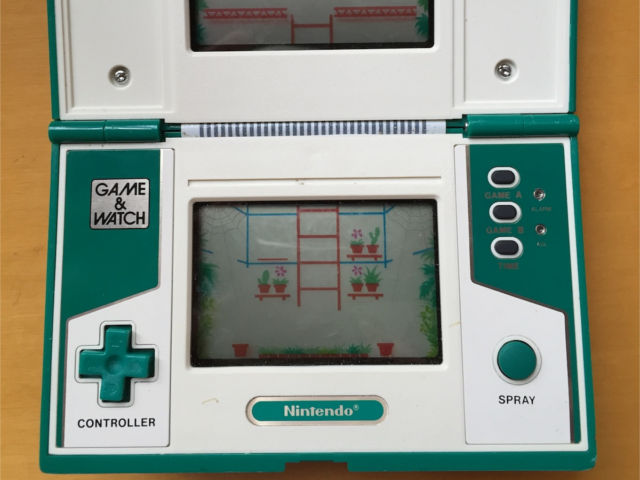 GAME
&
WATCH
GAME A
ALARM
GAME B
TIME
CONTROLLER
Nintendo®
SPRAY